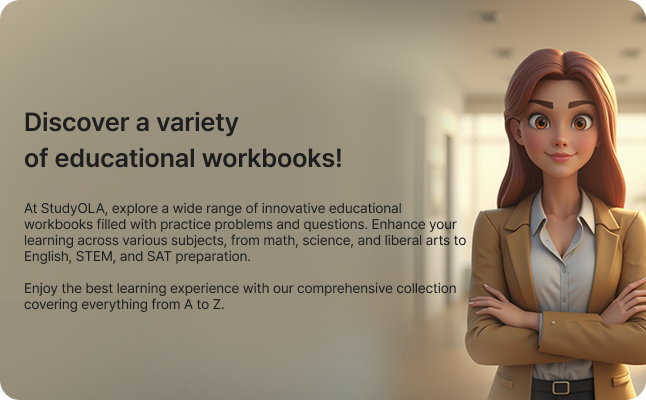 Discover a variety
of educational workbooks!
At StudyOLA, explore a wide range of innovative educational
workbooks filled with practice problems and questions. Enhance your
learning across various subjects, from math, science, and liberal arts to
English, STEM, and SAT preparation.
Enjoy the best learning experience with our comprehensive collection
covering everything from A to Z.